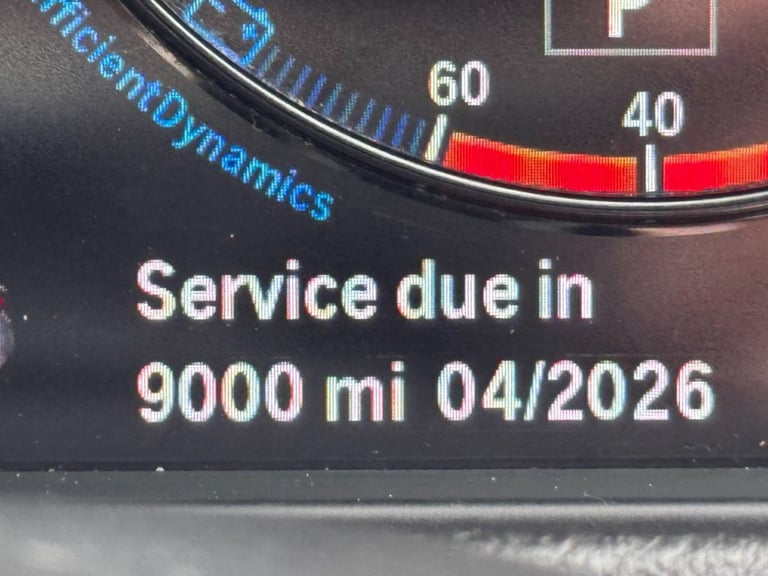 P
60
40
EfficientDynamics
Service due in
9000 mi 04/2026